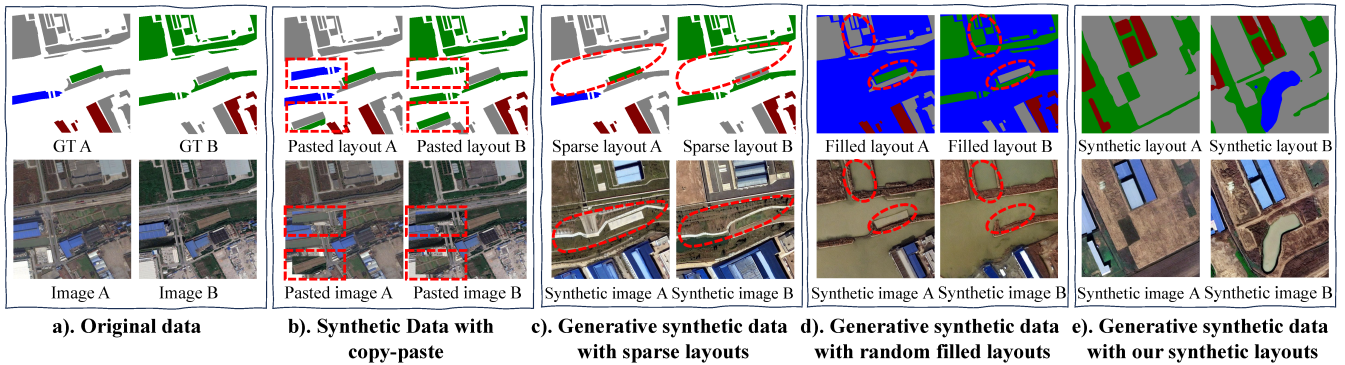 GT A GT B
Image A Image B
a). Original data
Pasted layout A Pasted layout B
Pasted image A Pasted image B
b). Synthetic Data with
copy-paste
Sparse layout A Sparse layout B
Synthetic image A Synthetic image B
c). Generative synthetic data
with sparse layouts
Filled layout A Filled layout B
Synthetic image A Synthetic image B
d). Generative synthetic data
with random filled layouts
Synthetic layout A Synthetic layout B
Synthetic image A Synthetic image B
e). Generative synthetic data
with our synthetic layouts